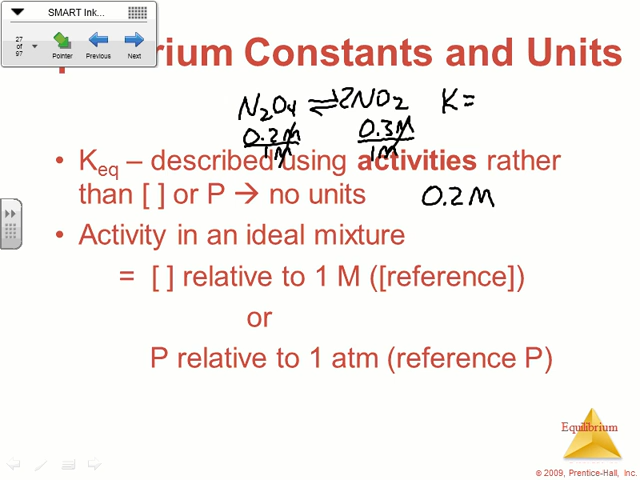 SMART Ink...
27 of 97
Pointer Previous Next
rium Constants and Units
N₂O₄ ⇌ 2NO₂ K=
0.2M 0.3M
1M 1M
• Keq – described using activities rather
than [ ] or P → no units 0.2M
• Activity in an ideal mixture
= [ ] relative to 1 M ([reference])
or
P relative to 1 atm (reference P)
Equilibrium
© 2009, Prentice-Hall, Inc.